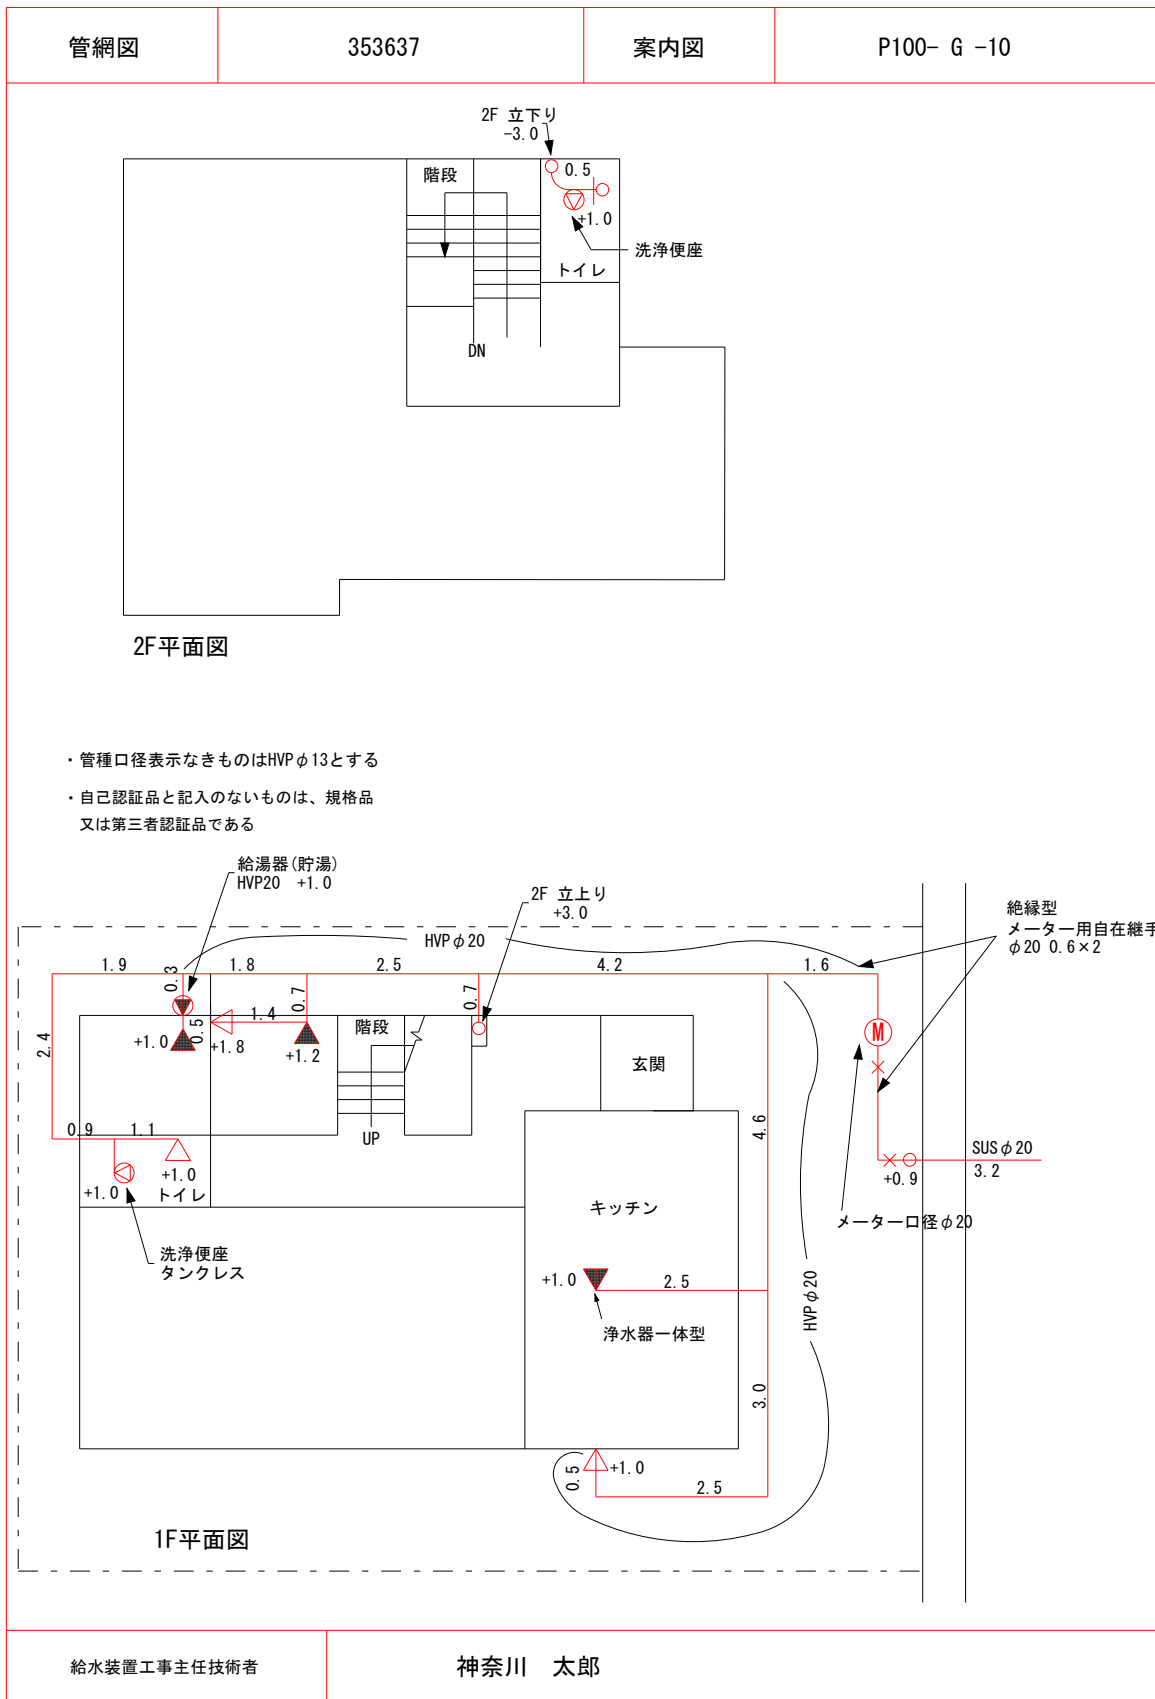 管網図
353637
案内図
P100- G -10
2F 立下り
-3.0
0.5
階段
+1.0
洗浄便座
トイレ
DN
2F平面図
・管種口径表示なきものはHVPφ13とする
・自己認証品と記入のないものは、規格品
又は第三者認証品である
給湯器(貯湯)
HVP20 +1.0
2F 立上り
+3.0
絶縁型
メーター用自在継手
φ20 0.6×2
HVPφ20
1.9
0.3
1.8
2.5
4.2
1.6
0.7
0.7
1.4
0.5
+1.0
+1.8
+1.2
階段
M
玄関
2.4
0.9
1.1
UP
4.6
SUSφ20
3.2
+1.0
+1.0
トイレ
+0.9
キッチン
メーター口径φ20
洗浄便座
タンクレス
+1.0
2.5
HVPφ20
浄水器一体型
3.0
0.5
+1.0
2.5
1F平面図
給水装置工事主任技術者
神奈川 太郎